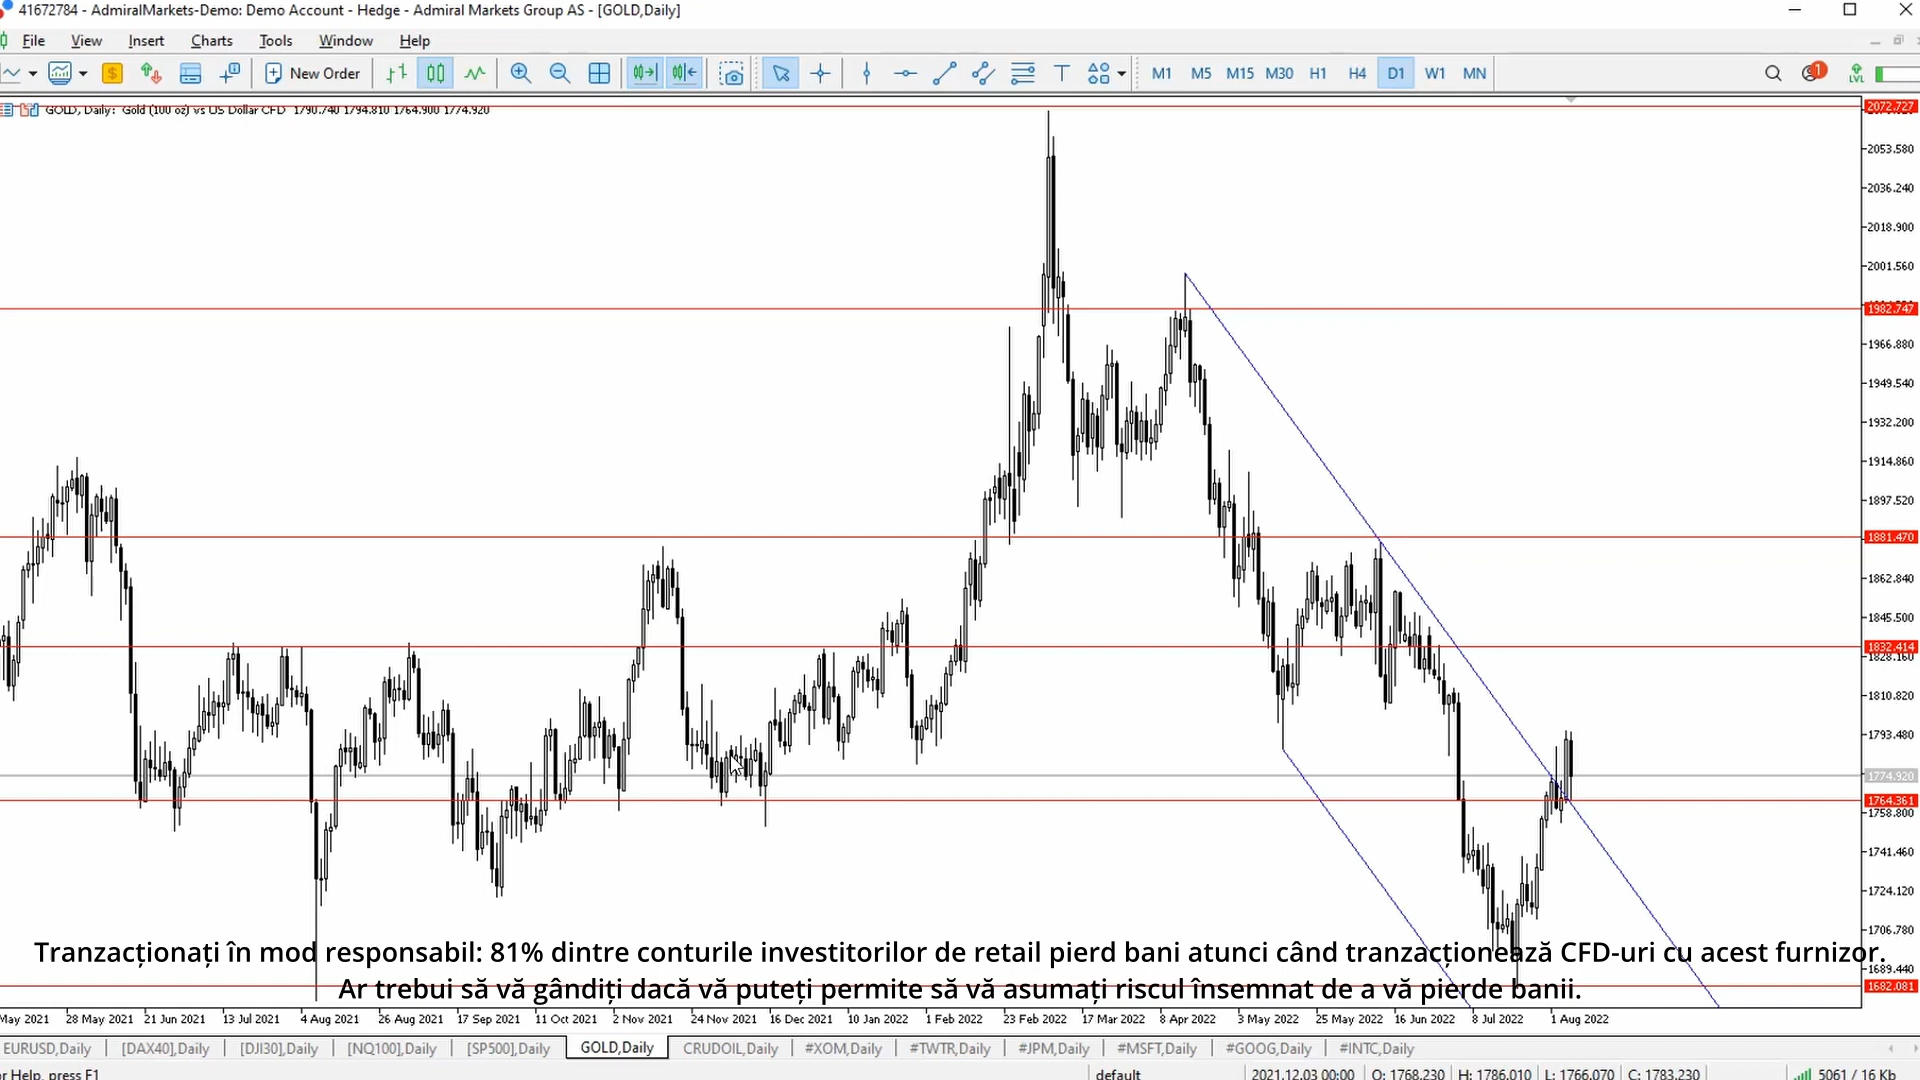 41672784 - AdmiralMarkets-Demo: Demo Account - Hedge - Admiral Markets Group AS - [GOLD,Daily]
File View Insert Charts Tools Window Help
New Order M1 M5 M15 M30 H1 H4 D1 W1 MN 1 LVL
GOLD, Daily: Gold (100 oz) vs US Dollar CFD 1790.740 1794.810 1764.900 1774.920
2072.727
2053.580
2036.240
2018.900
2001.560
1982.747
1966.880
1949.540
1932.200
1914.860
1897.520
1881.470
1862.840
1845.500
1832.414
1828.160
1810.820
1793.480
1774.920
1764.361
1758.800
1741.460
1724.120
1706.780
Tranzacționați în mod responsabil: 81% dintre conturile investitorilor de retail pierd bani atunci când tranzacționează CFD-uri cu acest furnizor.
1689.440
Ar trebui să vă gândiți dacă vă puteți permite să vă asumați riscul însemnat de a vă pierde banii.
1682.081
May 2021 28 May 2021 21 Jun 2021 13 Jul 2021 4 Aug 2021 26 Aug 2021 17 Sep 2021 11 Oct 2021 2 Nov 2021 24 Nov 2021 16 Dec 2021 10 Jan 2022 1 Feb 2022 23 Feb 2022 17 Mar 2022 8 Apr 2022 3 May 2022 25 May 2022 16 Jun 2022 8 Jul 2022 1 Aug 2022
EURUSD,Daily [DAX40],Daily [DJI30],Daily [NQ100],Daily [SP500],Daily GOLD,Daily CRUDOIL,Daily #XOM,Daily #TWTR,Daily #JPM,Daily #MSFT,Daily #GOOG,Daily #INTC,Daily
or Help, press F1 default 2021.12.03 00:00 O: 1768.230 H: 1786.010 L: 1766.070 C: 1783.230 5061 / 16 Kb